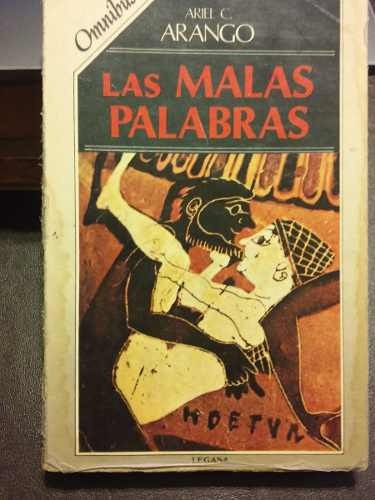 Omnibus
ARIEL C.
ARANGO
LAS MALAS
PALABRAS
LEGASA